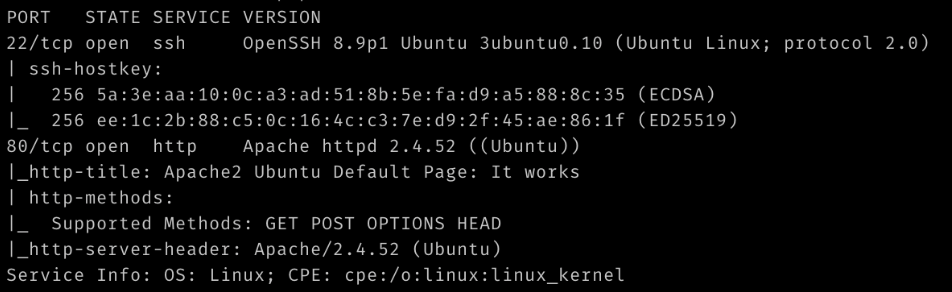 PORT   STATE SERVICE VERSION
22/tcp open  ssh     OpenSSH 8.9p1 Ubuntu 3ubuntu0.10 (Ubuntu Linux; protocol 2.0)
| ssh-hostkey:
|   256 5a:3e:aa:10:0c:a3:ad:51:8b:5e:fa:d9:a5:88:8c:35 (ECDSA)
|_  256 ee:1c:2b:88:c5:0c:16:4c:c3:7e:d9:2f:45:ae:86:1f (ED25519)
80/tcp open  http    Apache httpd 2.4.52 ((Ubuntu))
|_http-title: Apache2 Ubuntu Default Page: It works
| http-methods:
|_  Supported Methods: GET POST OPTIONS HEAD
|_http-server-header: Apache/2.4.52 (Ubuntu)
Service Info: OS: Linux; CPE: cpe:/o:linux:linux_kernel